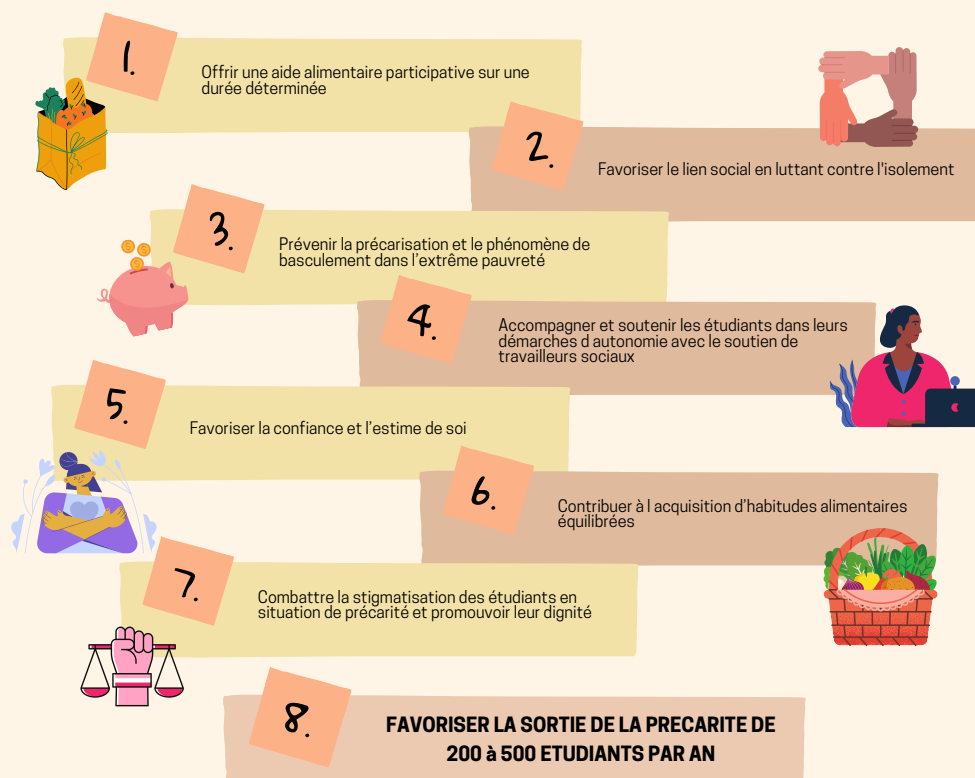 1.
Offrir une aide alimentaire participative sur une
durée déterminée
2.
Favoriser le lien social en luttant contre l'isolement
3.
Prévenir la précarisation et le phénomène de
basculement dans l'extrême pauvreté
4.
Accompagner et soutenir les étudiants dans leurs
démarches d autonomie avec le soutien de
travailleurs sociaux
5.
Favoriser la confiance et l'estime de soi
6.
Contribuer à l acquisition d'habitudes alimentaires
équilibrées
7.
Combattre la stigmatisation des étudiants en
situation de précarité et promouvoir leur dignité
8.
FAVORISER LA SORTIE DE LA PRECARITE DE
200 à 500 ETUDIANTS PAR AN